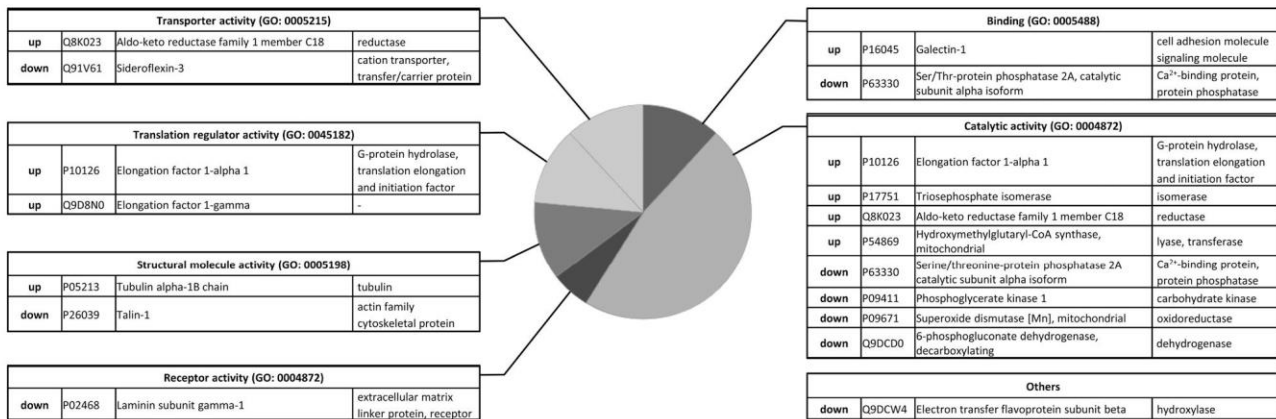 Transporter activity (GO: 0005215)
up Q8K023 Aldo-keto reductase family 1 member C18 reductase
down Q91V61 Sideroflexin-3 cation transporter,
transfer/carrier protein
Translation regulator activity (GO: 0045182)
up P10126 Elongation factor 1-alpha 1 G-protein hydrolase,
translation elongation
and initiation factor
up Q9D8N0 Elongation factor 1-gamma -
Structural molecule activity (GO: 0005198)
up P05213 Tubulin alpha-1B chain tubulin
down P26039 Talin-1 actin family
cytoskeletal protein
Receptor activity (GO: 0004872)
down P02468 Laminin subunit gamma-1 extracellular matrix
linker protein, receptor
Binding (GO: 0005488)
up P16045 Galectin-1 cell adhesion molecule
signaling molecule
down P63330 Ser/Thr-protein phosphatase 2A, catalytic
subunit alpha isoform Ca²⁺-binding protein,
protein phosphatase
Catalytic activity (GO: 0004872)
up P10126 Elongation factor 1-alpha 1 G-protein hydrolase,
translation elongation
and initiation factor
up P17751 Triosephosphate isomerase isomerase
up Q8K023 Aldo-keto reductase family 1 member C18 reductase
up P54869 Hydroxymethylglutaryl-CoA synthase,
mitochondrial lyase, transferase
down P63330 Serine/threonine-protein phosphatase 2A
catalytic subunit alpha isoform Ca²⁺-binding protein,
protein phosphatase
down P09411 Phosphoglycerate kinase 1 carbohydrate kinase
down P09671 Superoxide dismutase [Mn], mitochondrial oxidoreductase
down Q9DCD0 6-phosphogluconate dehydrogenase,
decarboxylating dehydrogenase
Others
down Q9DCW4 Electron transfer flavoprotein subunit beta hydroxylase